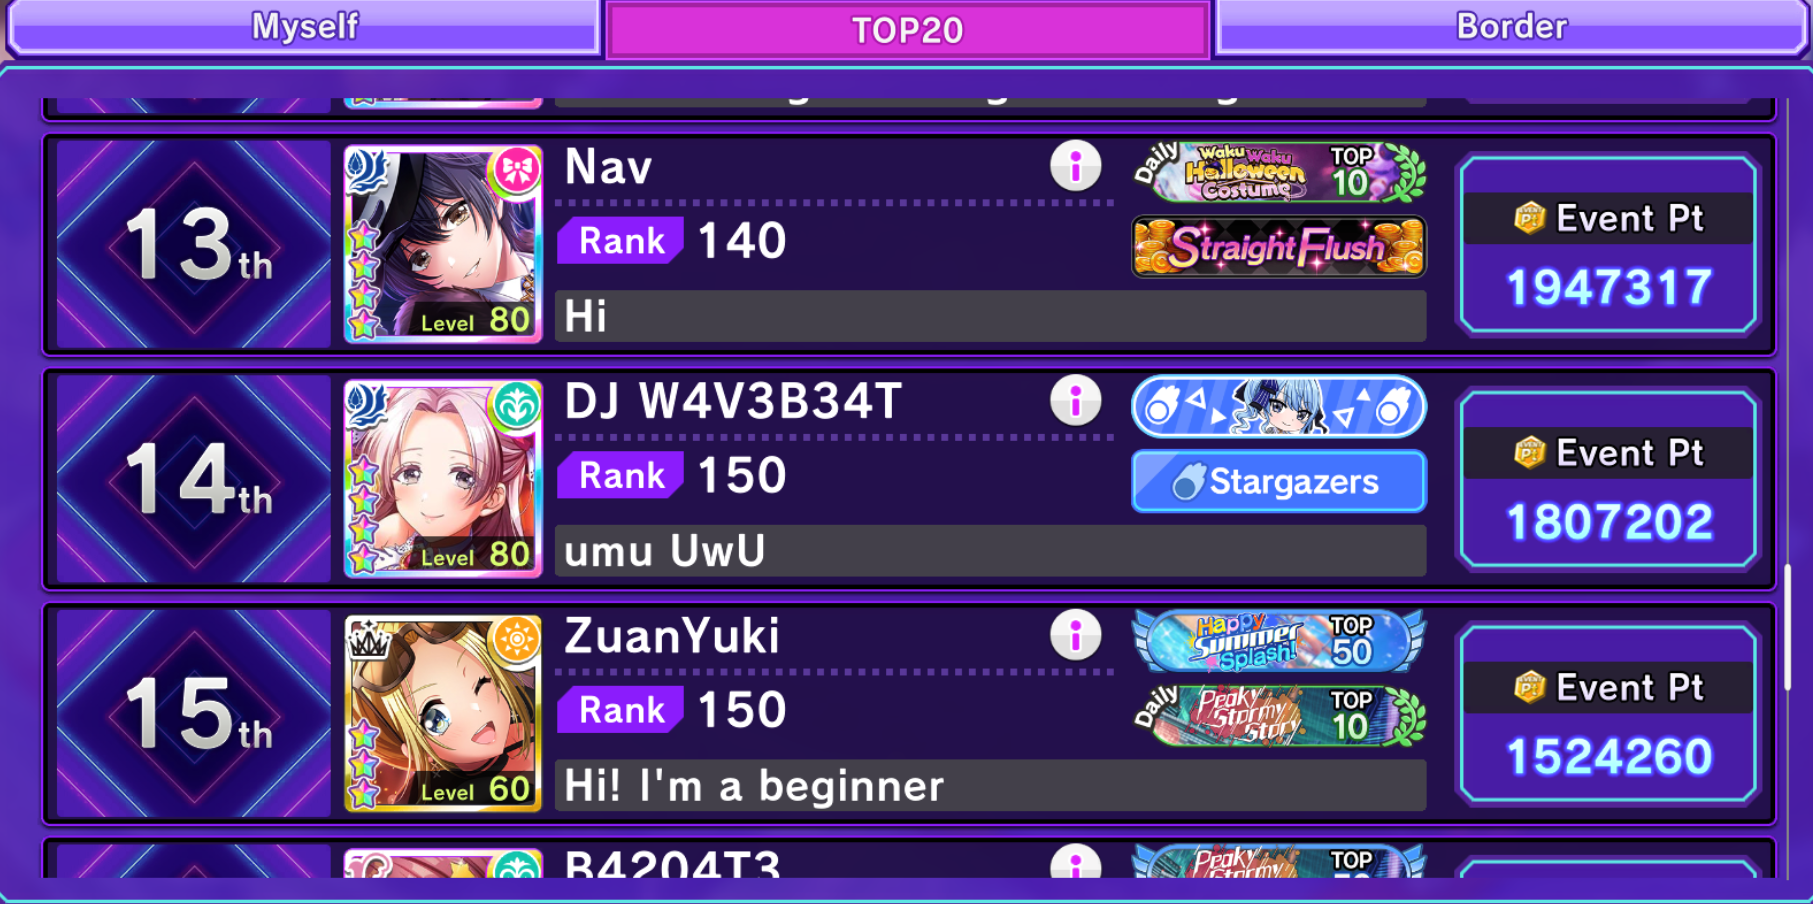 Myself
TOP20
Border
13th
Level 80
Nav
Rank 140
Hi
Daily Waku Waku Halloween Costume TOP 10
Straight Flush
Event Pt
1947317
14th
Level 80
DJ W4V3B34T
Rank 150
umu UwU
Stargazers
Event Pt
1807202
15th
Level 60
ZuanYuki
Rank 150
Hi! I'm a beginner
Happy Summer Splash! TOP 50
Daily Peaky Stormy Story TOP 10
Event Pt
1524260
B4204T3
Peaky Stormy TOP